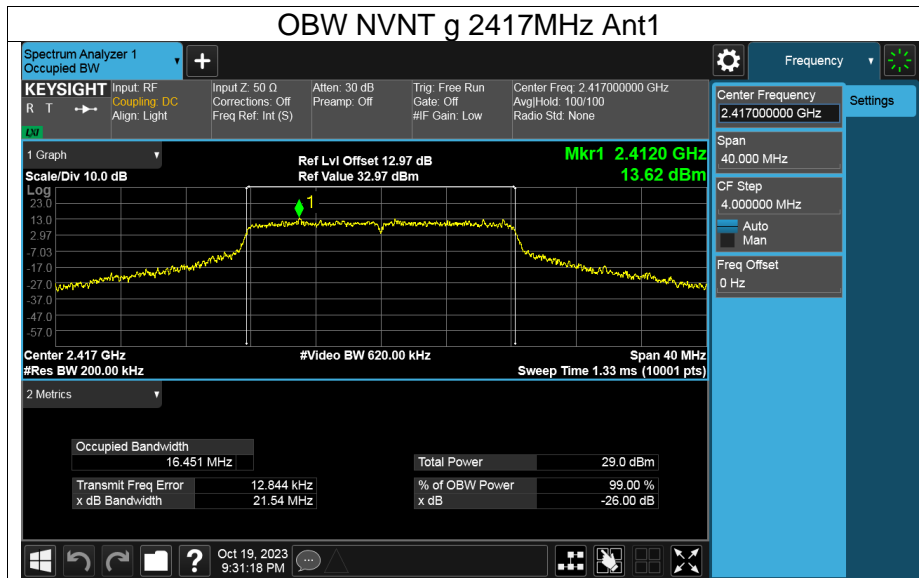 OBW NVNT g 2417MHz Ant1
Spectrum Analyzer 1
Occupied BW
+
Frequency
KEYSIGHT
R T
LXI
Input: RF
Coupling: DC
Align: Light
Input Z: 50 Ω
Corrections: Off
Freq Ref: Int (S)
Atten: 30 dB
Preamp: Off
Trig: Free Run
Gate: Off
#IF Gain: Low
Center Freq: 2.417000000 GHz
Avg|Hold: 100/100
Radio Std: None
Center Frequency
2.417000000 GHz
Settings
Span
40.000 MHz
CF Step
4.000000 MHz
Auto
Man
Freq Offset
0 Hz
1 Graph
Scale/Div 10.0 dB
Ref Lvl Offset 12.97 dB
Ref Value 32.97 dBm
Mkr1 2.4120 GHz
13.62 dBm
Log
23.0
13.0
2.97
-7.03
-17.0
-27.0
-37.0
-47.0
-57.0
1
Center 2.417 GHz
#Res BW 200.00 kHz
#Video BW 620.00 kHz
Span 40 MHz
Sweep Time 1.33 ms (10001 pts)
2 Metrics
Occupied Bandwidth
16.451 MHz
Transmit Freq Error 12.844 kHz
x dB Bandwidth 21.54 MHz
Total Power 29.0 dBm
% of OBW Power 99.00 %
x dB -26.00 dB
?
Oct 19, 2023
9:31:18 PM